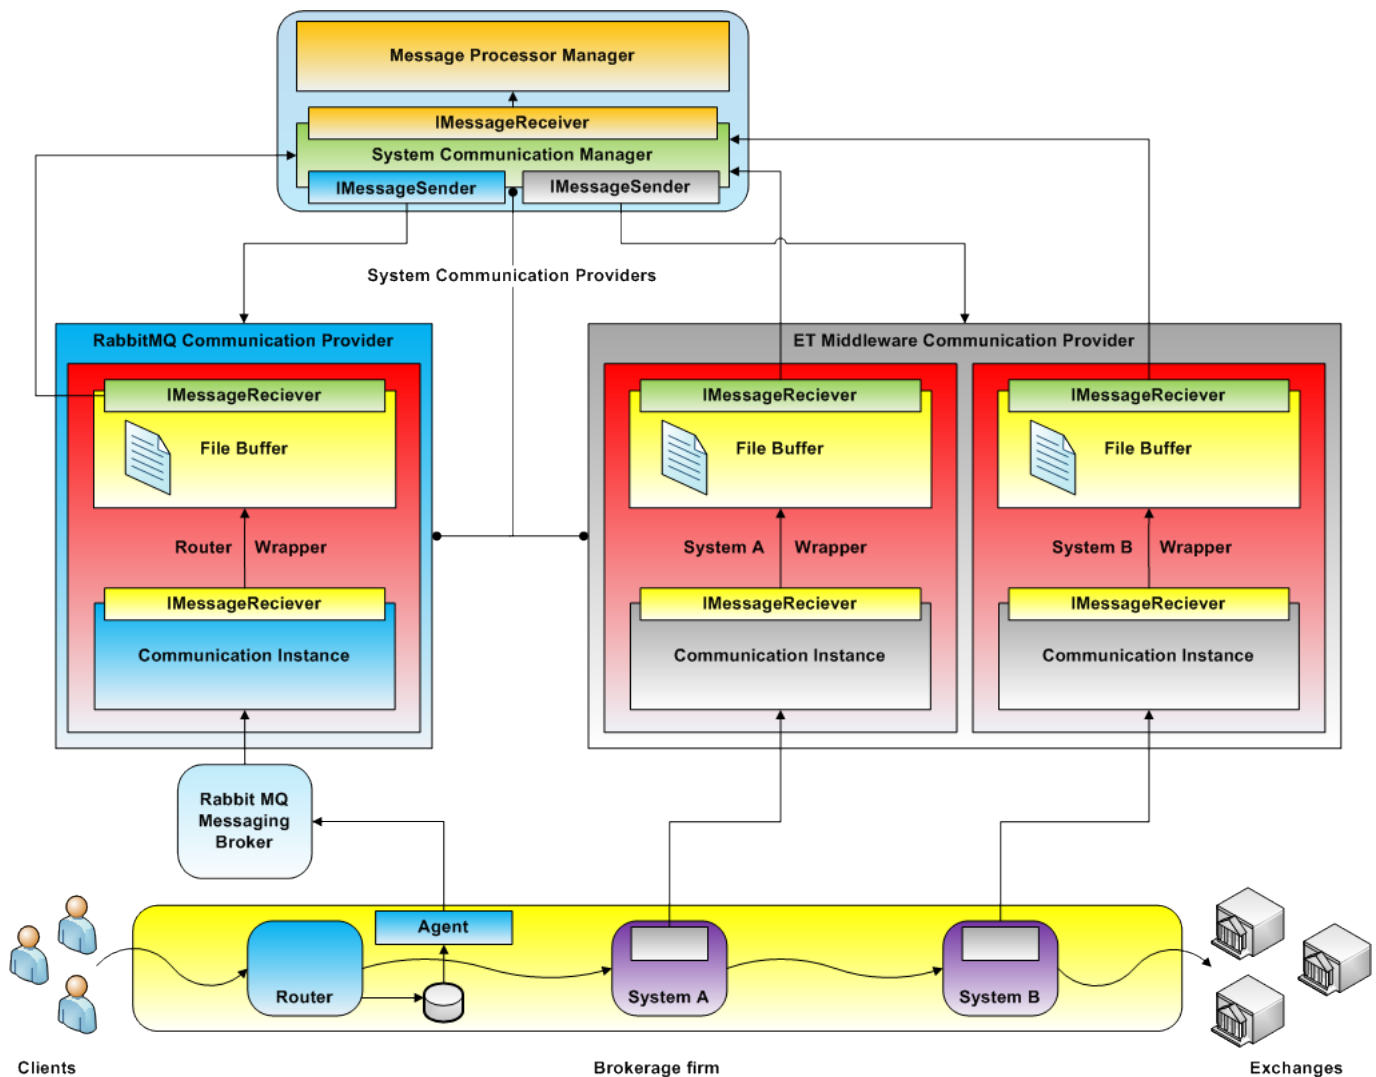 Message Processor Manager
IMessageReceiver
System Communication Manager
IMessageSender
IMessageSender
System Communication Providers
RabbitMQ Communication Provider
ET Middleware Communication Provider
IMessageReciever
IMessageReciever
IMessageReciever
File Buffer
File Buffer
File Buffer
Router Wrapper
System A Wrapper
System B Wrapper
IMessageReciever
IMessageReciever
IMessageReciever
Communication Instance
Communication Instance
Communication Instance
Rabbit MQ
Messaging
Broker
Agent
Router
System A
System B
Clients
Brokerage firm
Exchanges